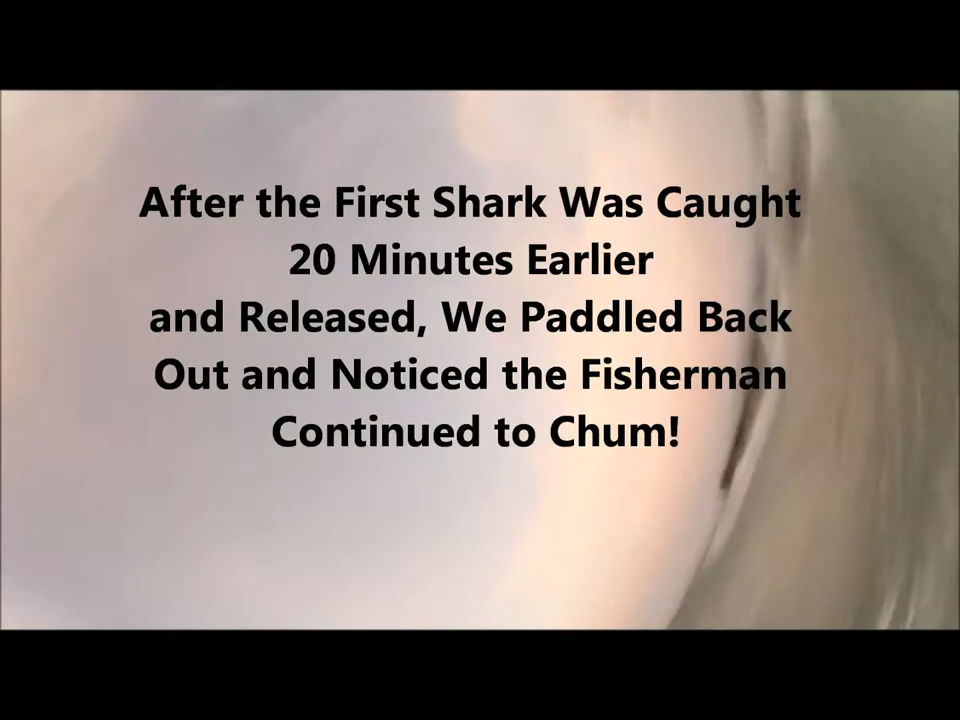 After the First Shark Was Caught
20 Minutes Earlier
and Released, We Paddled Back
Out and Noticed the Fisherman
Continued to Chum!